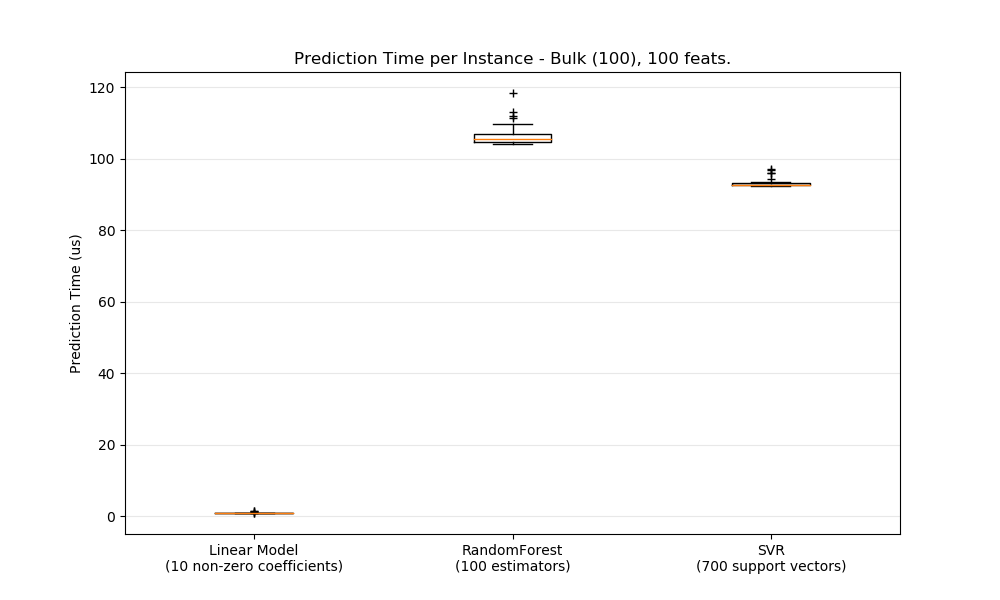 Prediction Time per Instance - Bulk (100), 100 feats.
120
100
80
60
40
20
0
Prediction Time (us)
Linear Model
(10 non-zero coefficients)
RandomForest
(100 estimators)
SVR
(700 support vectors)